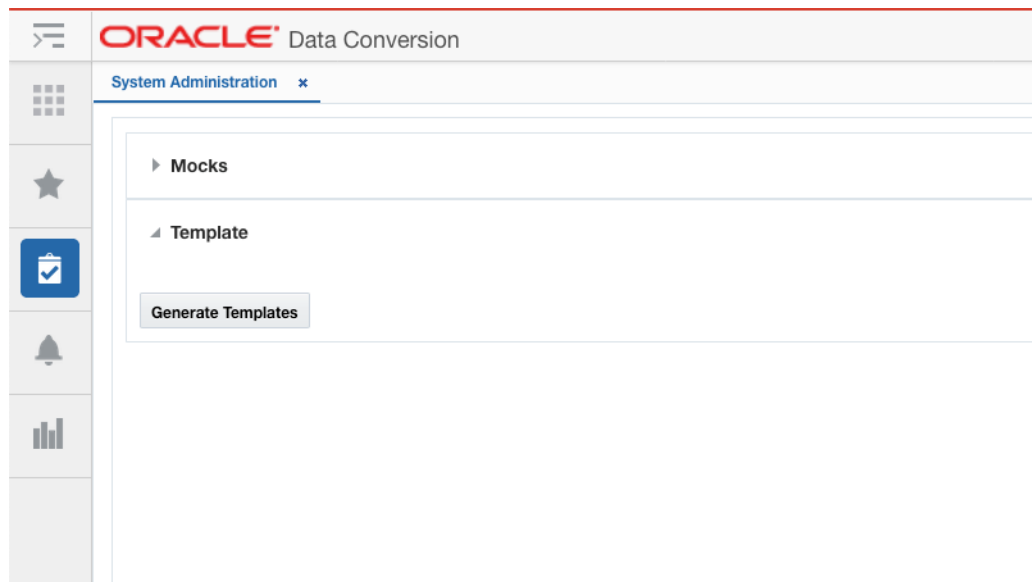 ORACLE Data Conversion
System Administration ×
Mocks
Template
Generate Templates